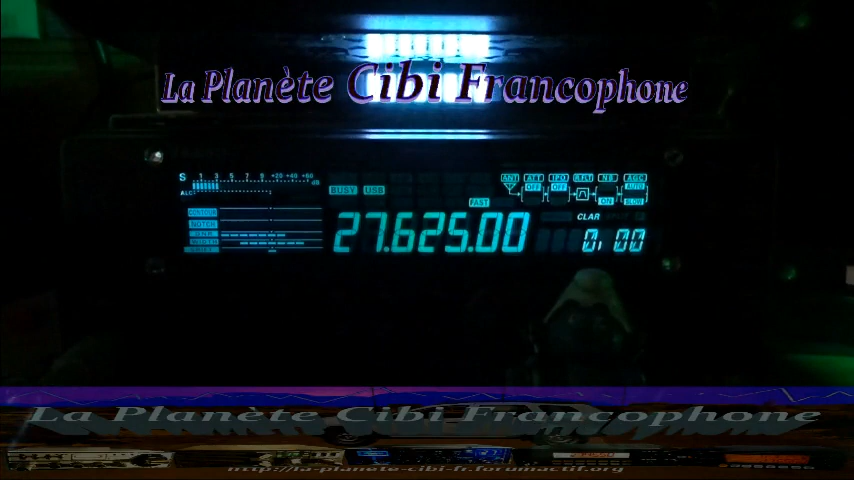 La Planète Cibi Francophone
S 1 3 5 7 9 +20 +40 +60 dB
ALC
BUSY USB
ANT ATT IPO R.FLT NB AGC
OFF OFF AUTO
ON SLOW
FAST
CONTOUR
CLAR
NOTCH
27.625.00
WIDTH
0.00
La Planète Cibi Francophone
http://la-planete-cibi-fr.forumactif.org